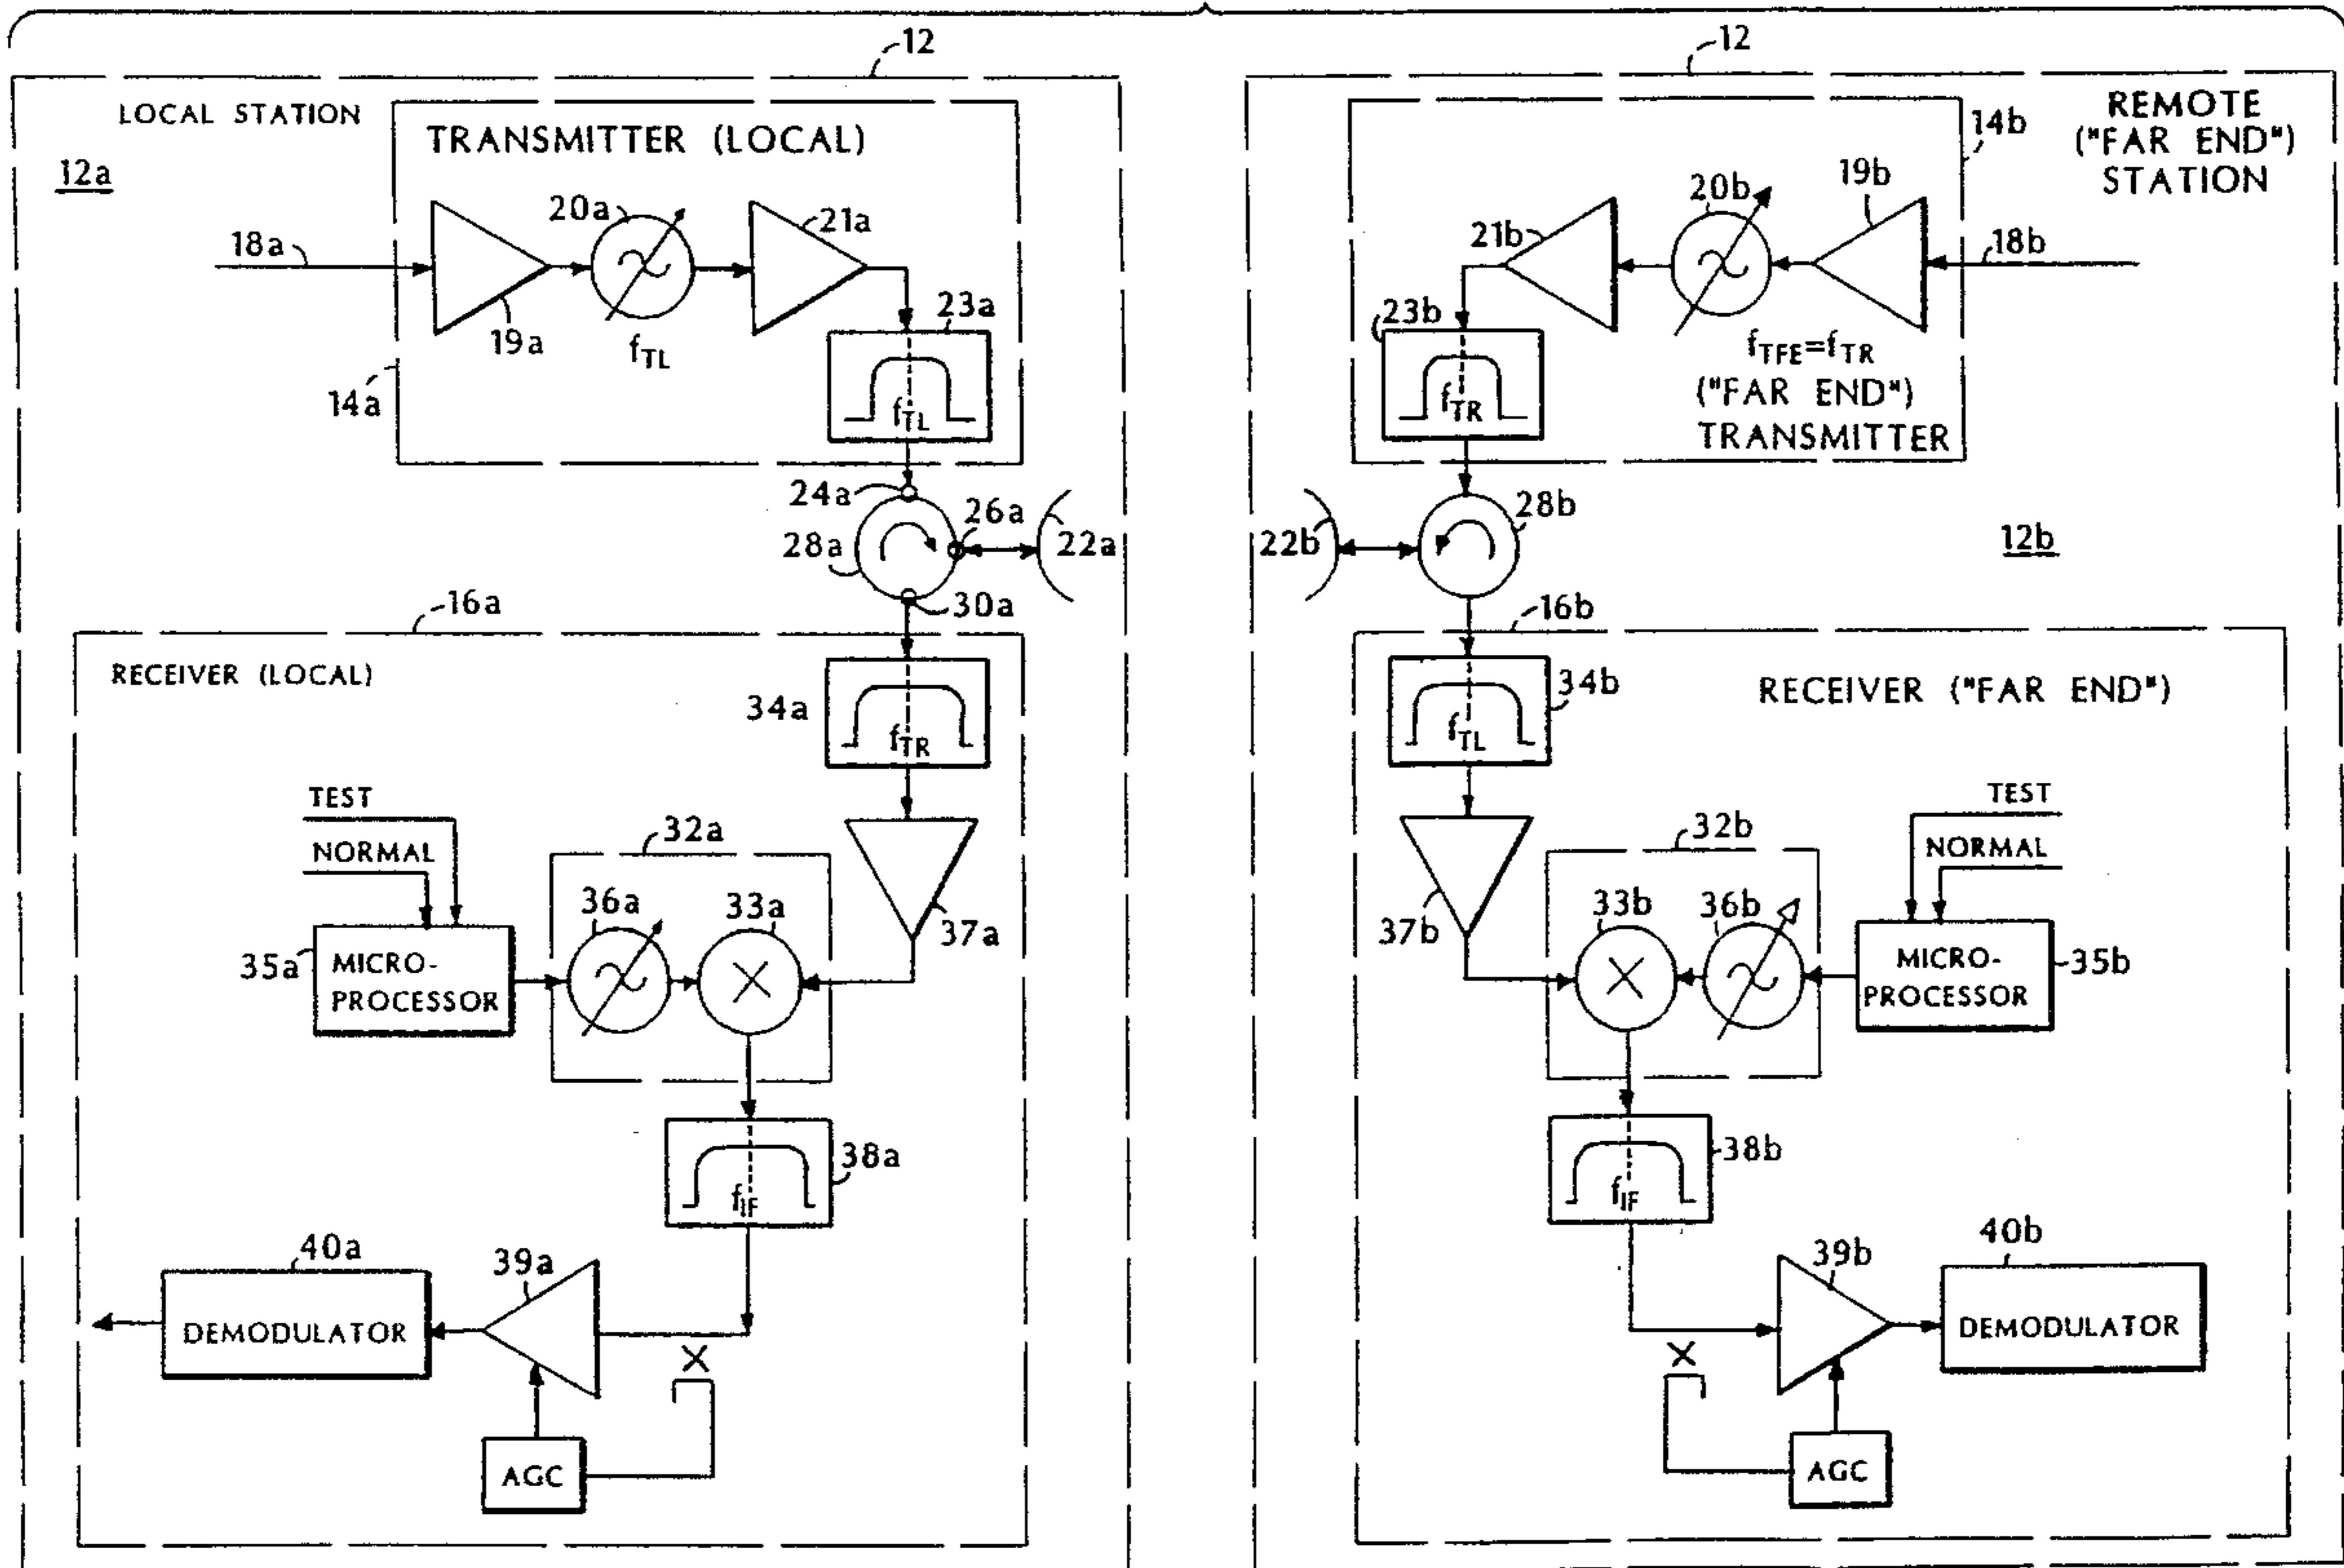 12
12
LOCAL STATION
12a
TRANSMITTER (LOCAL)
18a
19a
20a
f_TL
21a
23a
f_TL
14a
24a
26a
28a
22a
30a
16a
RECEIVER (LOCAL)
34a
f_TR
TEST
NORMAL
32a
36a
33a
37a
35a
MICRO-
PROCESSOR
38a
f_IF
40a
39a
DEMODULATOR
X
AGC
REMOTE
("FAR END")
STATION
14b
19b
20b
21b
18b
23b
f_TR
f_TFE=f_TR
("FAR END")
TRANSMITTER
28b
22b
12b
16b
34b
f_TL
RECEIVER ("FAR END")
TEST
NORMAL
32b
33b
36b
37b
MICRO-
PROCESSOR
35b
38b
f_IF
39b
40b
DEMODULATOR
X
AGC